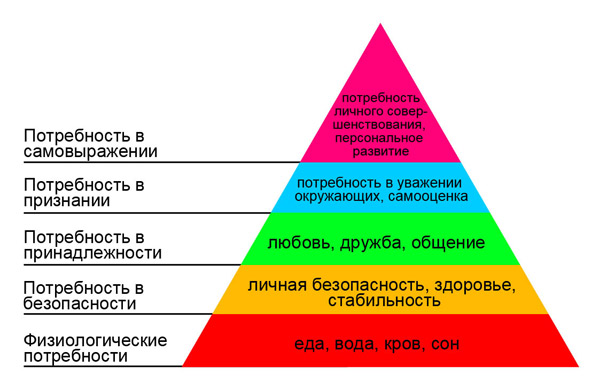 потребность
личного совер-
шенствования,
персональное
развитие
Потребность в
самовыражении
потребность в уважении
окружающих, самооценка
Потребность в
признании
любовь, дружба, общение
Потребность в
принадлежности
личная безопасность, здоровье,
стабильность
Потребность в
безопасности
еда, вода, кров, сон
Физиологические
потребности